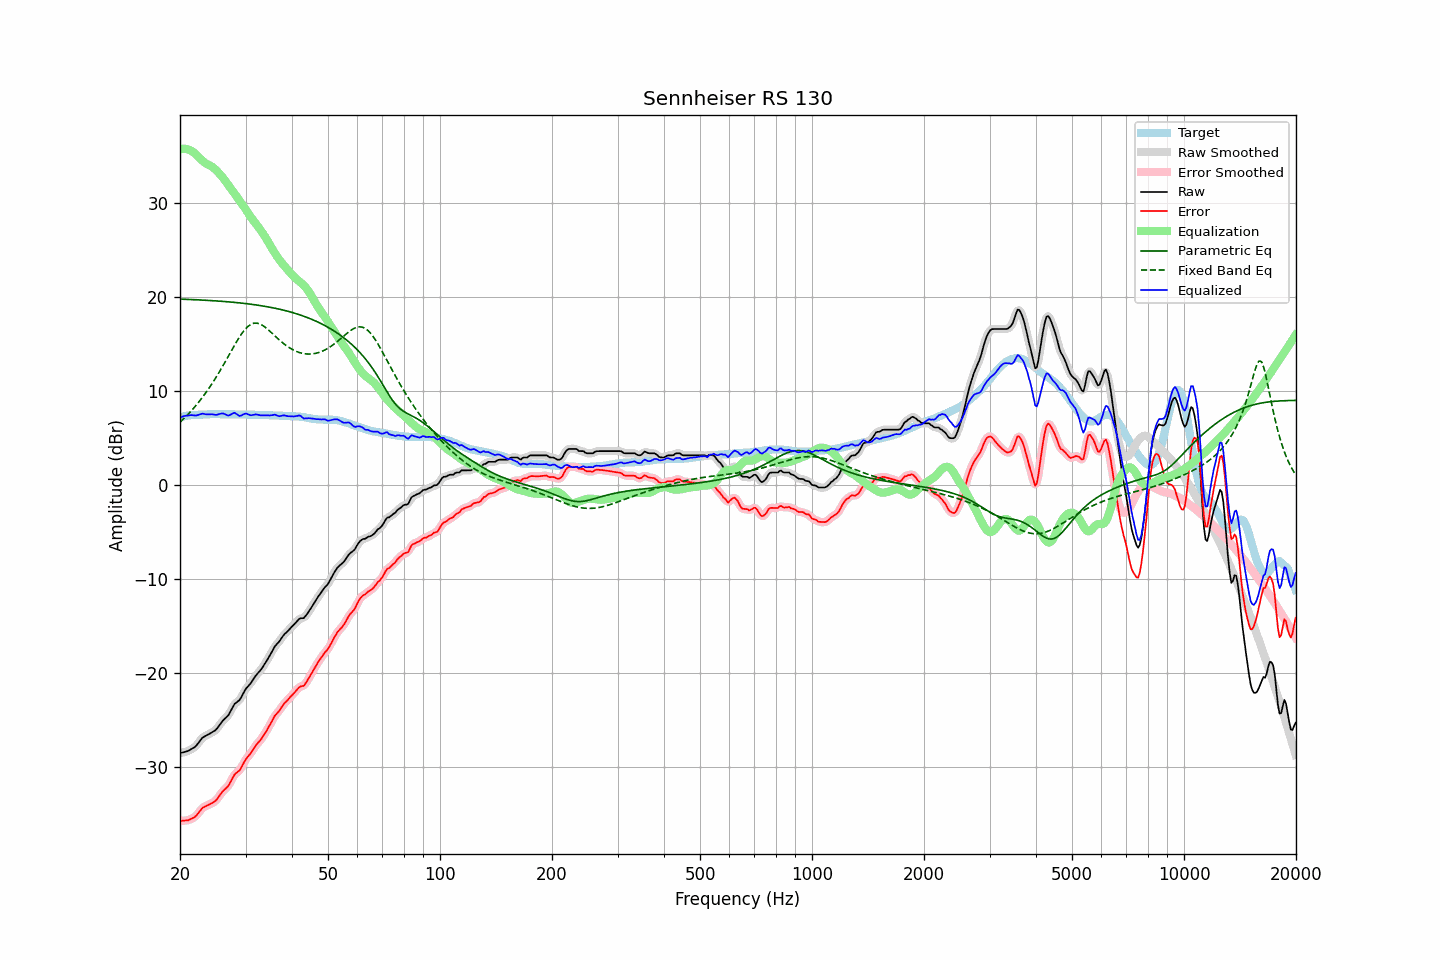 Sennheiser RS 130
Target
Raw Smoothed
Error Smoothed
Raw
Error
Equalization
Parametric Eq
Fixed Band Eq
Equalized
Amplitude (dBr)
30
20
10
0
−10
−20
−30
20 50 100 200 500 1000 2000 5000 10000 20000
Frequency (Hz)